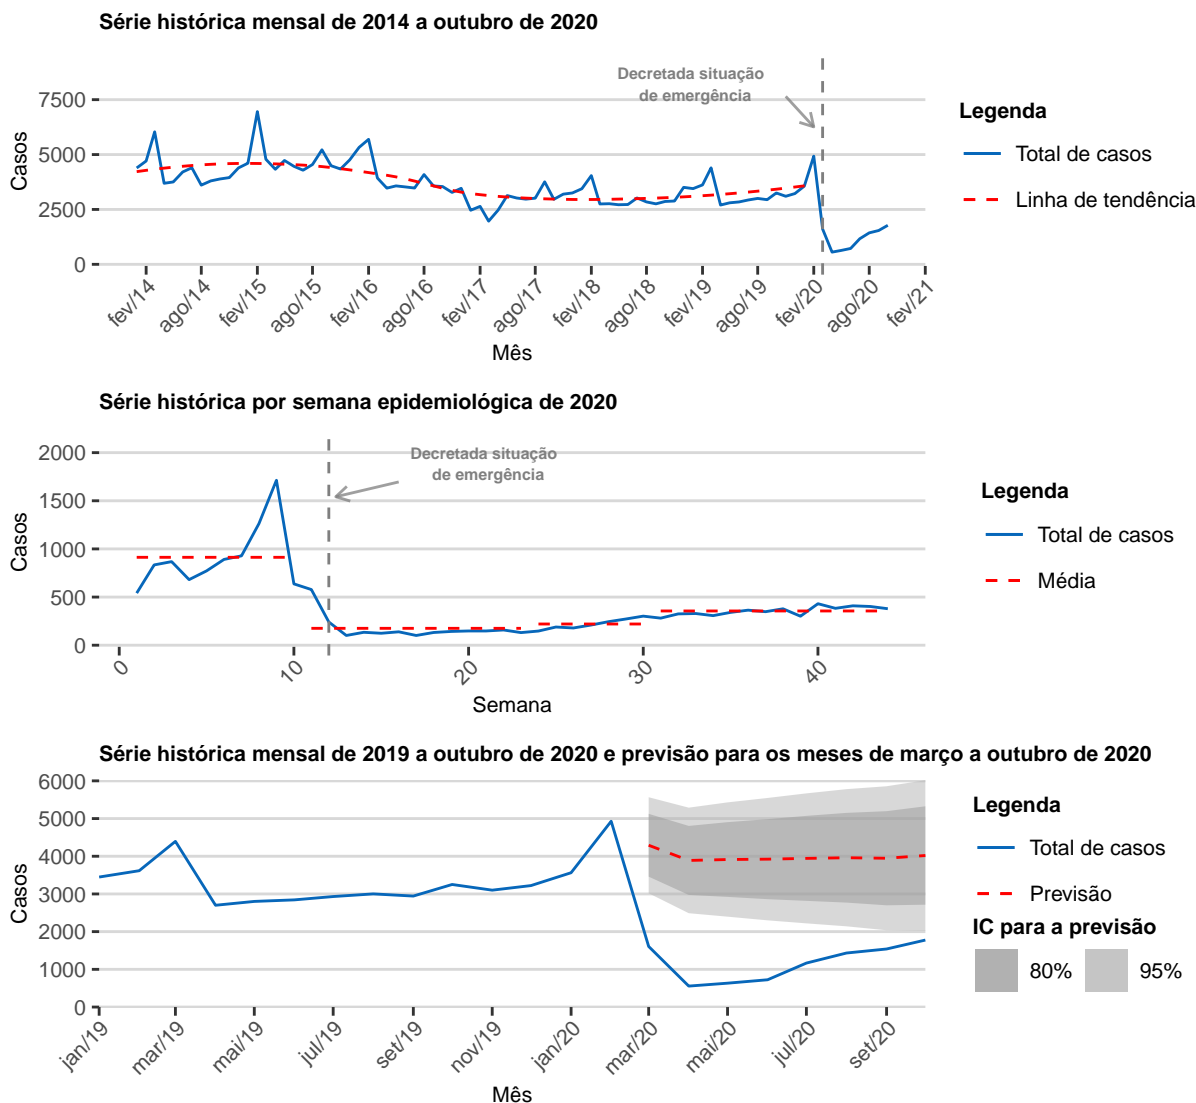 Série histórica mensal de 2014 a outubro de 2020
Decretada situação
de emergência
7500
5000
2500
0
Casos
fev/14
ago/14
fev/15
ago/15
fev/16
ago/16
fev/17
ago/17
fev/18
ago/18
fev/19
ago/19
fev/20
ago/20
fev/21
Mês
Legenda
Total de casos
Linha de tendência
Série histórica por semana epidemiológica de 2020
Decretada situação
de emergência
2000
1500
1000
500
0
Casos
0
10
20
30
40
Semana
Legenda
Total de casos
Média
Série histórica mensal de 2019 a outubro de 2020 e previsão para os meses de março a outubro de 2020
6000
5000
4000
3000
2000
1000
0
Casos
jan/19
mar/19
mai/19
jul/19
set/19
nov/19
jan/20
mar/20
mai/20
jul/20
set/20
Mês
Legenda
Total de casos
Previsão
IC para a previsão
80%
95%